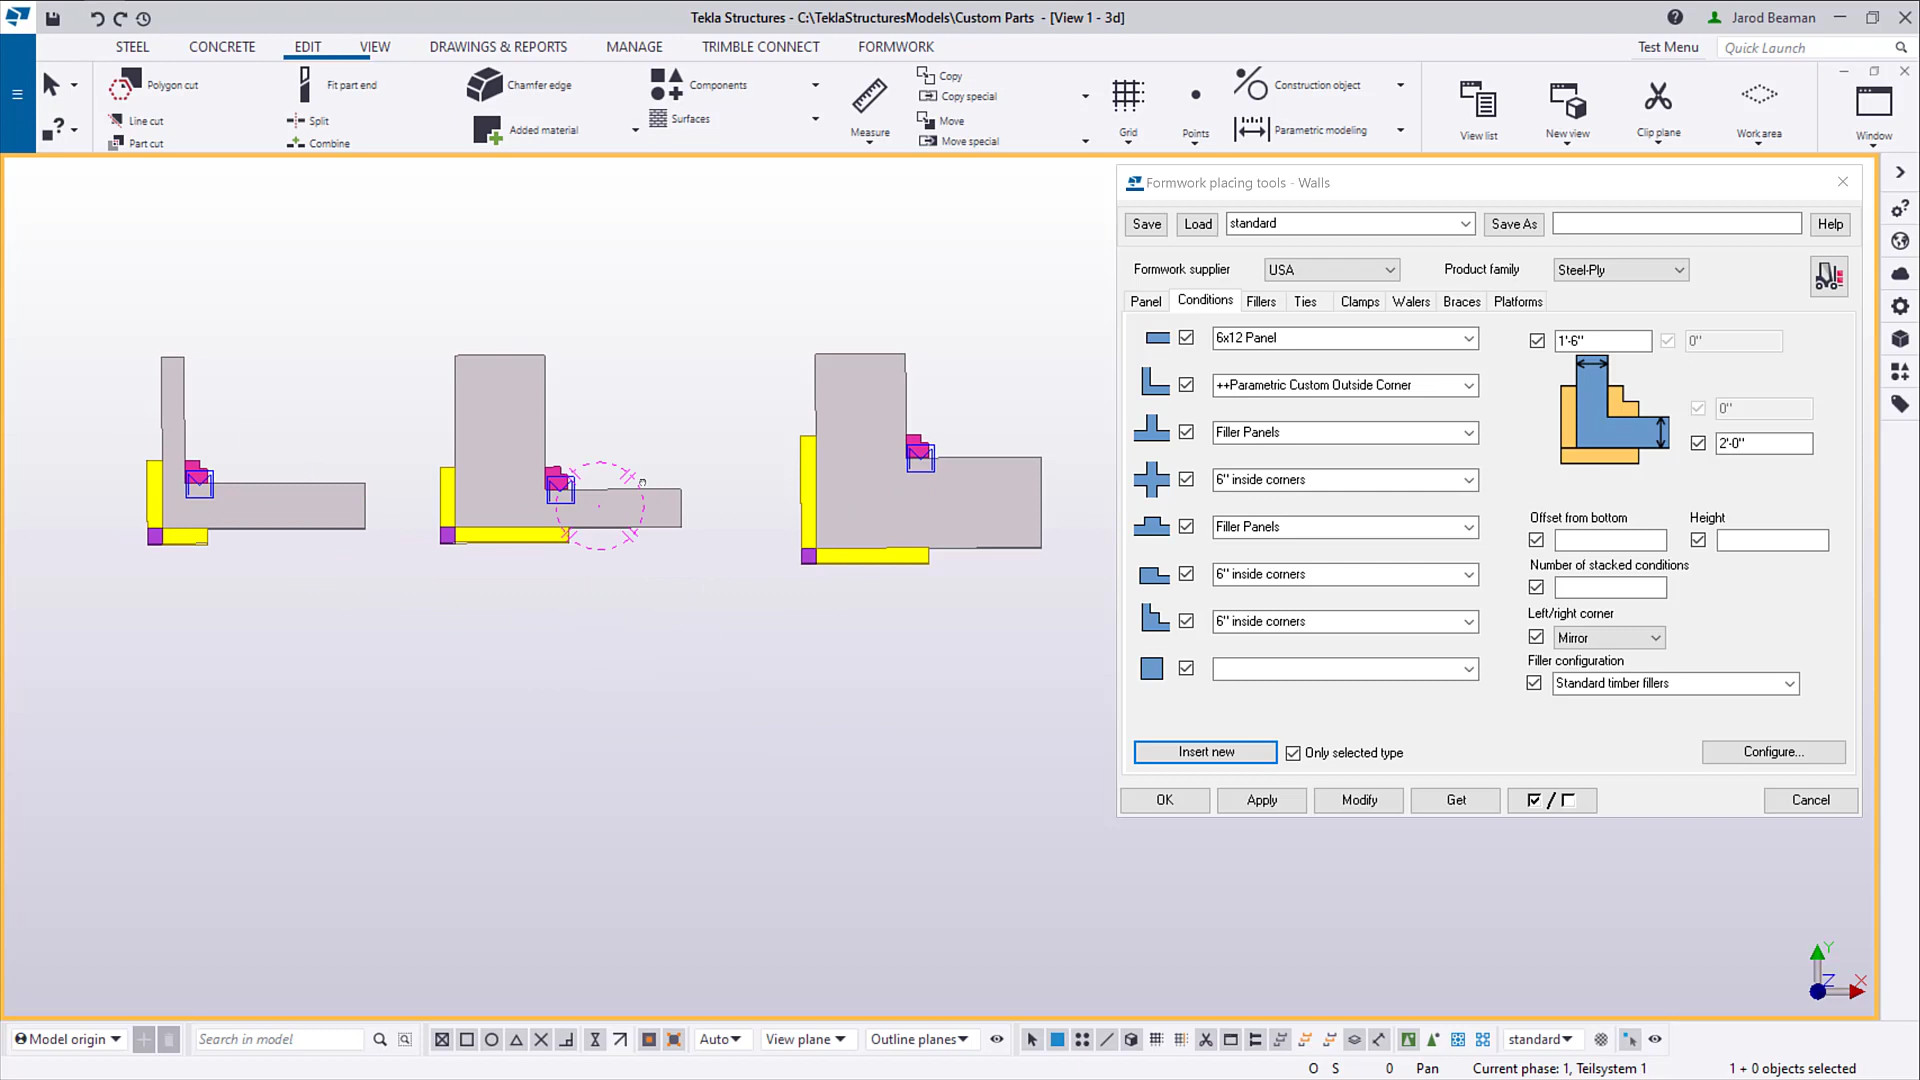 Tekla Structures - C:\TeklaStructuresModels\Custom Parts - [View 1 - 3d]
Jarod Beaman
STEEL CONCRETE EDIT VIEW DRAWINGS & REPORTS MANAGE TRIMBLE CONNECT FORMWORK
Test Menu
Quick Launch
Polygon cut
Line cut
Part cut
Fit part end
Split
Combine
Chamfer edge
Added material
Components
Surfaces
Measure
Copy
Copy special
Move
Move special
Grid
Points
Construction object
Parametric modeling
View list
New view
Clip plane
Work area
Window
Formwork placing tools - Walls
Save Load standard Save As Help
Formwork supplier USA Product family Steel-Ply
Panel Conditions Fillers Ties Clamps Walers Braces Platforms
6x12 Panel
++Parametric Custom Outside Corner
Filler Panels
6" inside corners
Filler Panels
6" inside corners
6" inside corners
1'-6" 0"
0"
2'-0"
Offset from bottom Height
Number of stacked conditions
Left/right corner
Mirror
Filler configuration
Standard timber fillers
Insert new Only selected type Configure...
OK Apply Modify Get / Cancel
Y
Z X
Model origin Search in model Auto View plane Outline planes standard
O S 0 Pan Current phase: 1, Teilsystem 1 1 + 0 objects selected